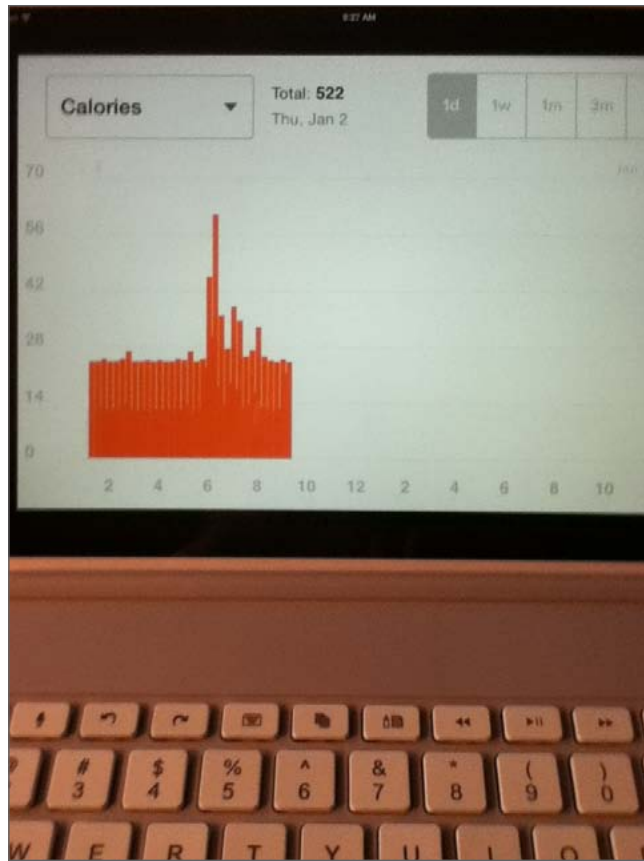 8:27 AM
Calories
Total: 522
Thu, Jan 2
1d 1w 1m 3m
70
56
42
28
14
0
2 4 6 8 10 12 2 4 6 8 10
# $ % ^ & * ( )
3 4 5 6 7 8 9 0
W E R T Y U I O